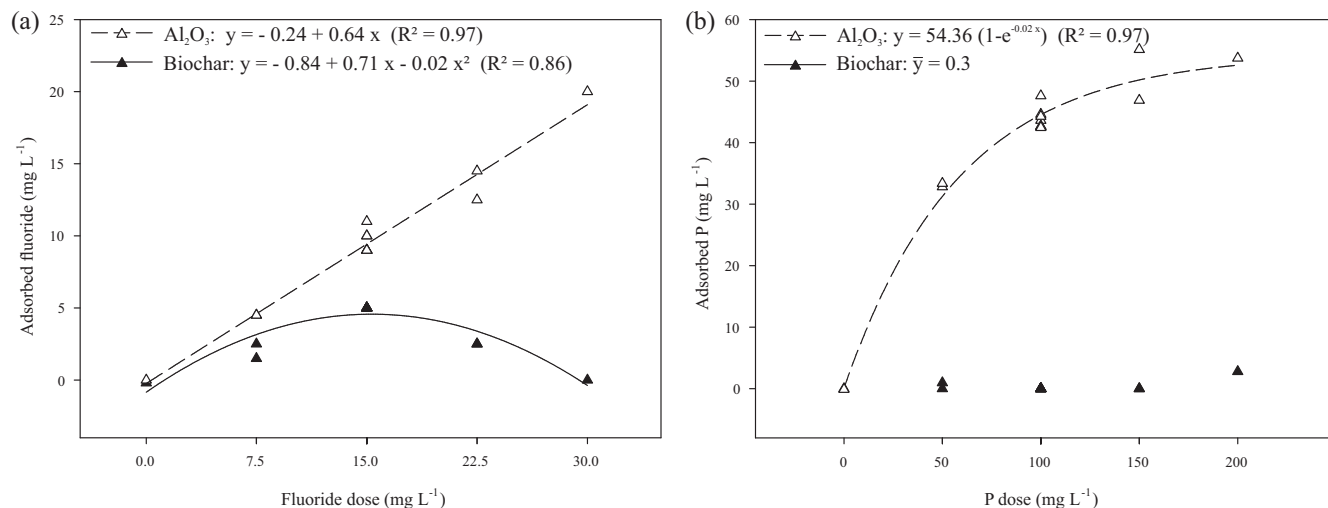 (a)
Al₂O₃: y = - 0.24 + 0.64 x (R² = 0.97)
Biochar: y = - 0.84 + 0.71 x - 0.02 x² (R² = 0.86)
Adsorbed fluoride (mg L⁻¹)
25
20
15
10
5
0
0.0 7.5 15.0 22.5 30.0
Fluoride dose (mg L⁻¹)
(b)
Al₂O₃: y = 54.36 (1-e⁻⁰·⁰² ˣ) (R² = 0.97)
Biochar: y̅ = 0.3
Adsorbed P (mg L⁻¹)
60
50
40
30
20
10
0
0 50 100 150 200
P dose (mg L⁻¹)